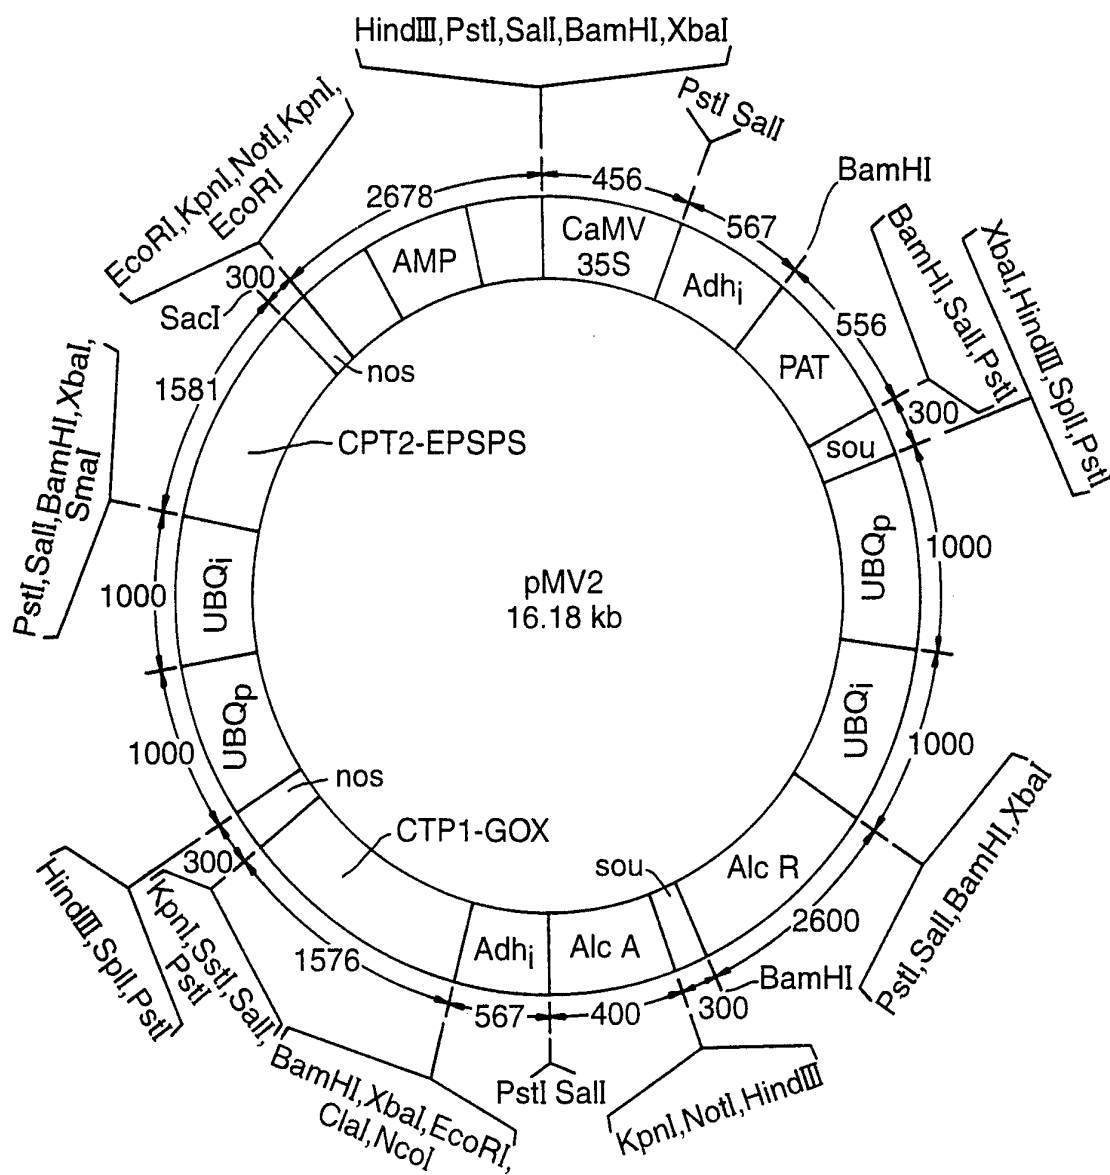 HindⅢ,PstI,SalI,BamHI,XbaI
PstI SalI
EcoRI,KpnI,NotI,KpnI,
EcoRI
BamHI
2678
456
567
BamHI,SalI,PstI
XbaI,HindⅢ,SplI,PstI
CaMV
35S
AMP
Adhi
300
SacI
nos
556
PAT
300
sou
1581
CPT2-EPSPS
PstI,SalI,BamHI,XbaI,
SmaI
UBQp
1000
pMV2
16.18 kb
UBQi
1000
UBQp
1000
UBQi
1000
nos
CTP1-GOX
300
sou
Alc R
2600
PstI,SalI,BamHI,XbaI
HindⅢ,SplI,PstI
KpnI,SstI,SalI,
PstI
1576
Adhi
Alc A
BamHI
567
400
300
PstI SalI
BamHI,XbaI,EcoRI,
ClaI,NcoI
KpnI,NotI,HindⅢ